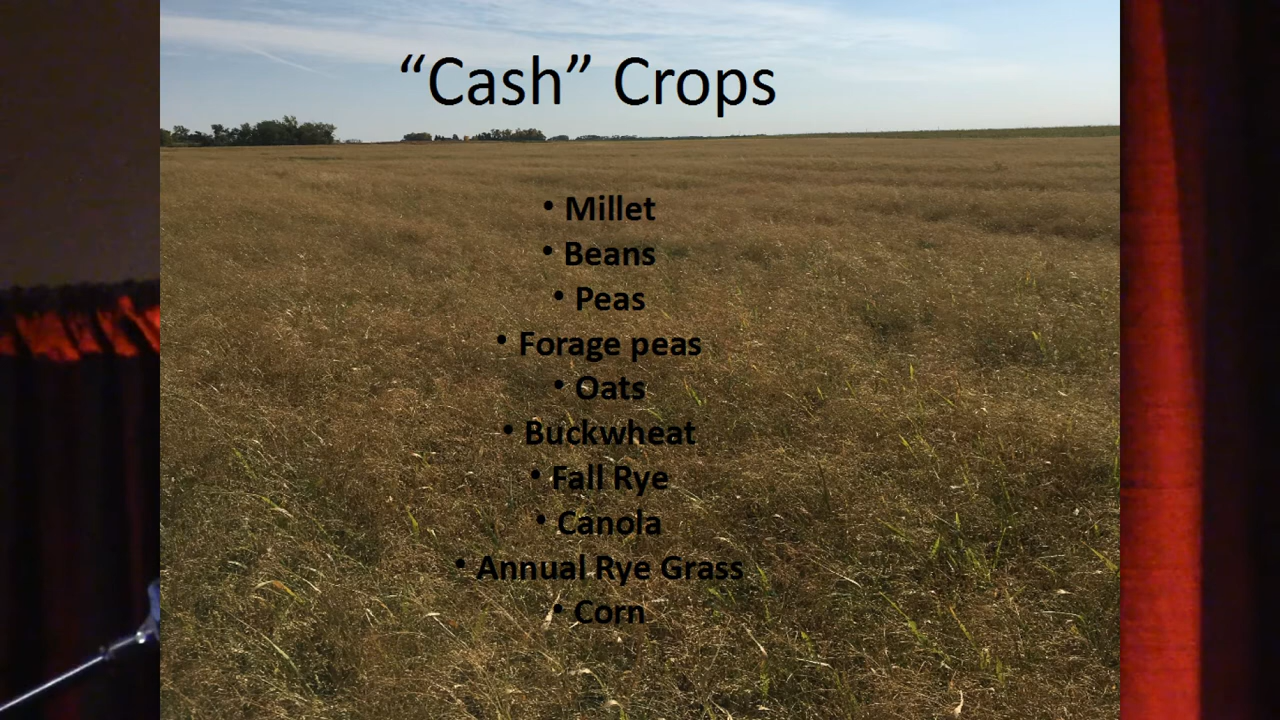 “Cash” Crops
• Millet
• Beans
• Peas
• Forage peas
• Oats
• Buckwheat
• Fall Rye
• Canola
• Annual Rye Grass
• Corn